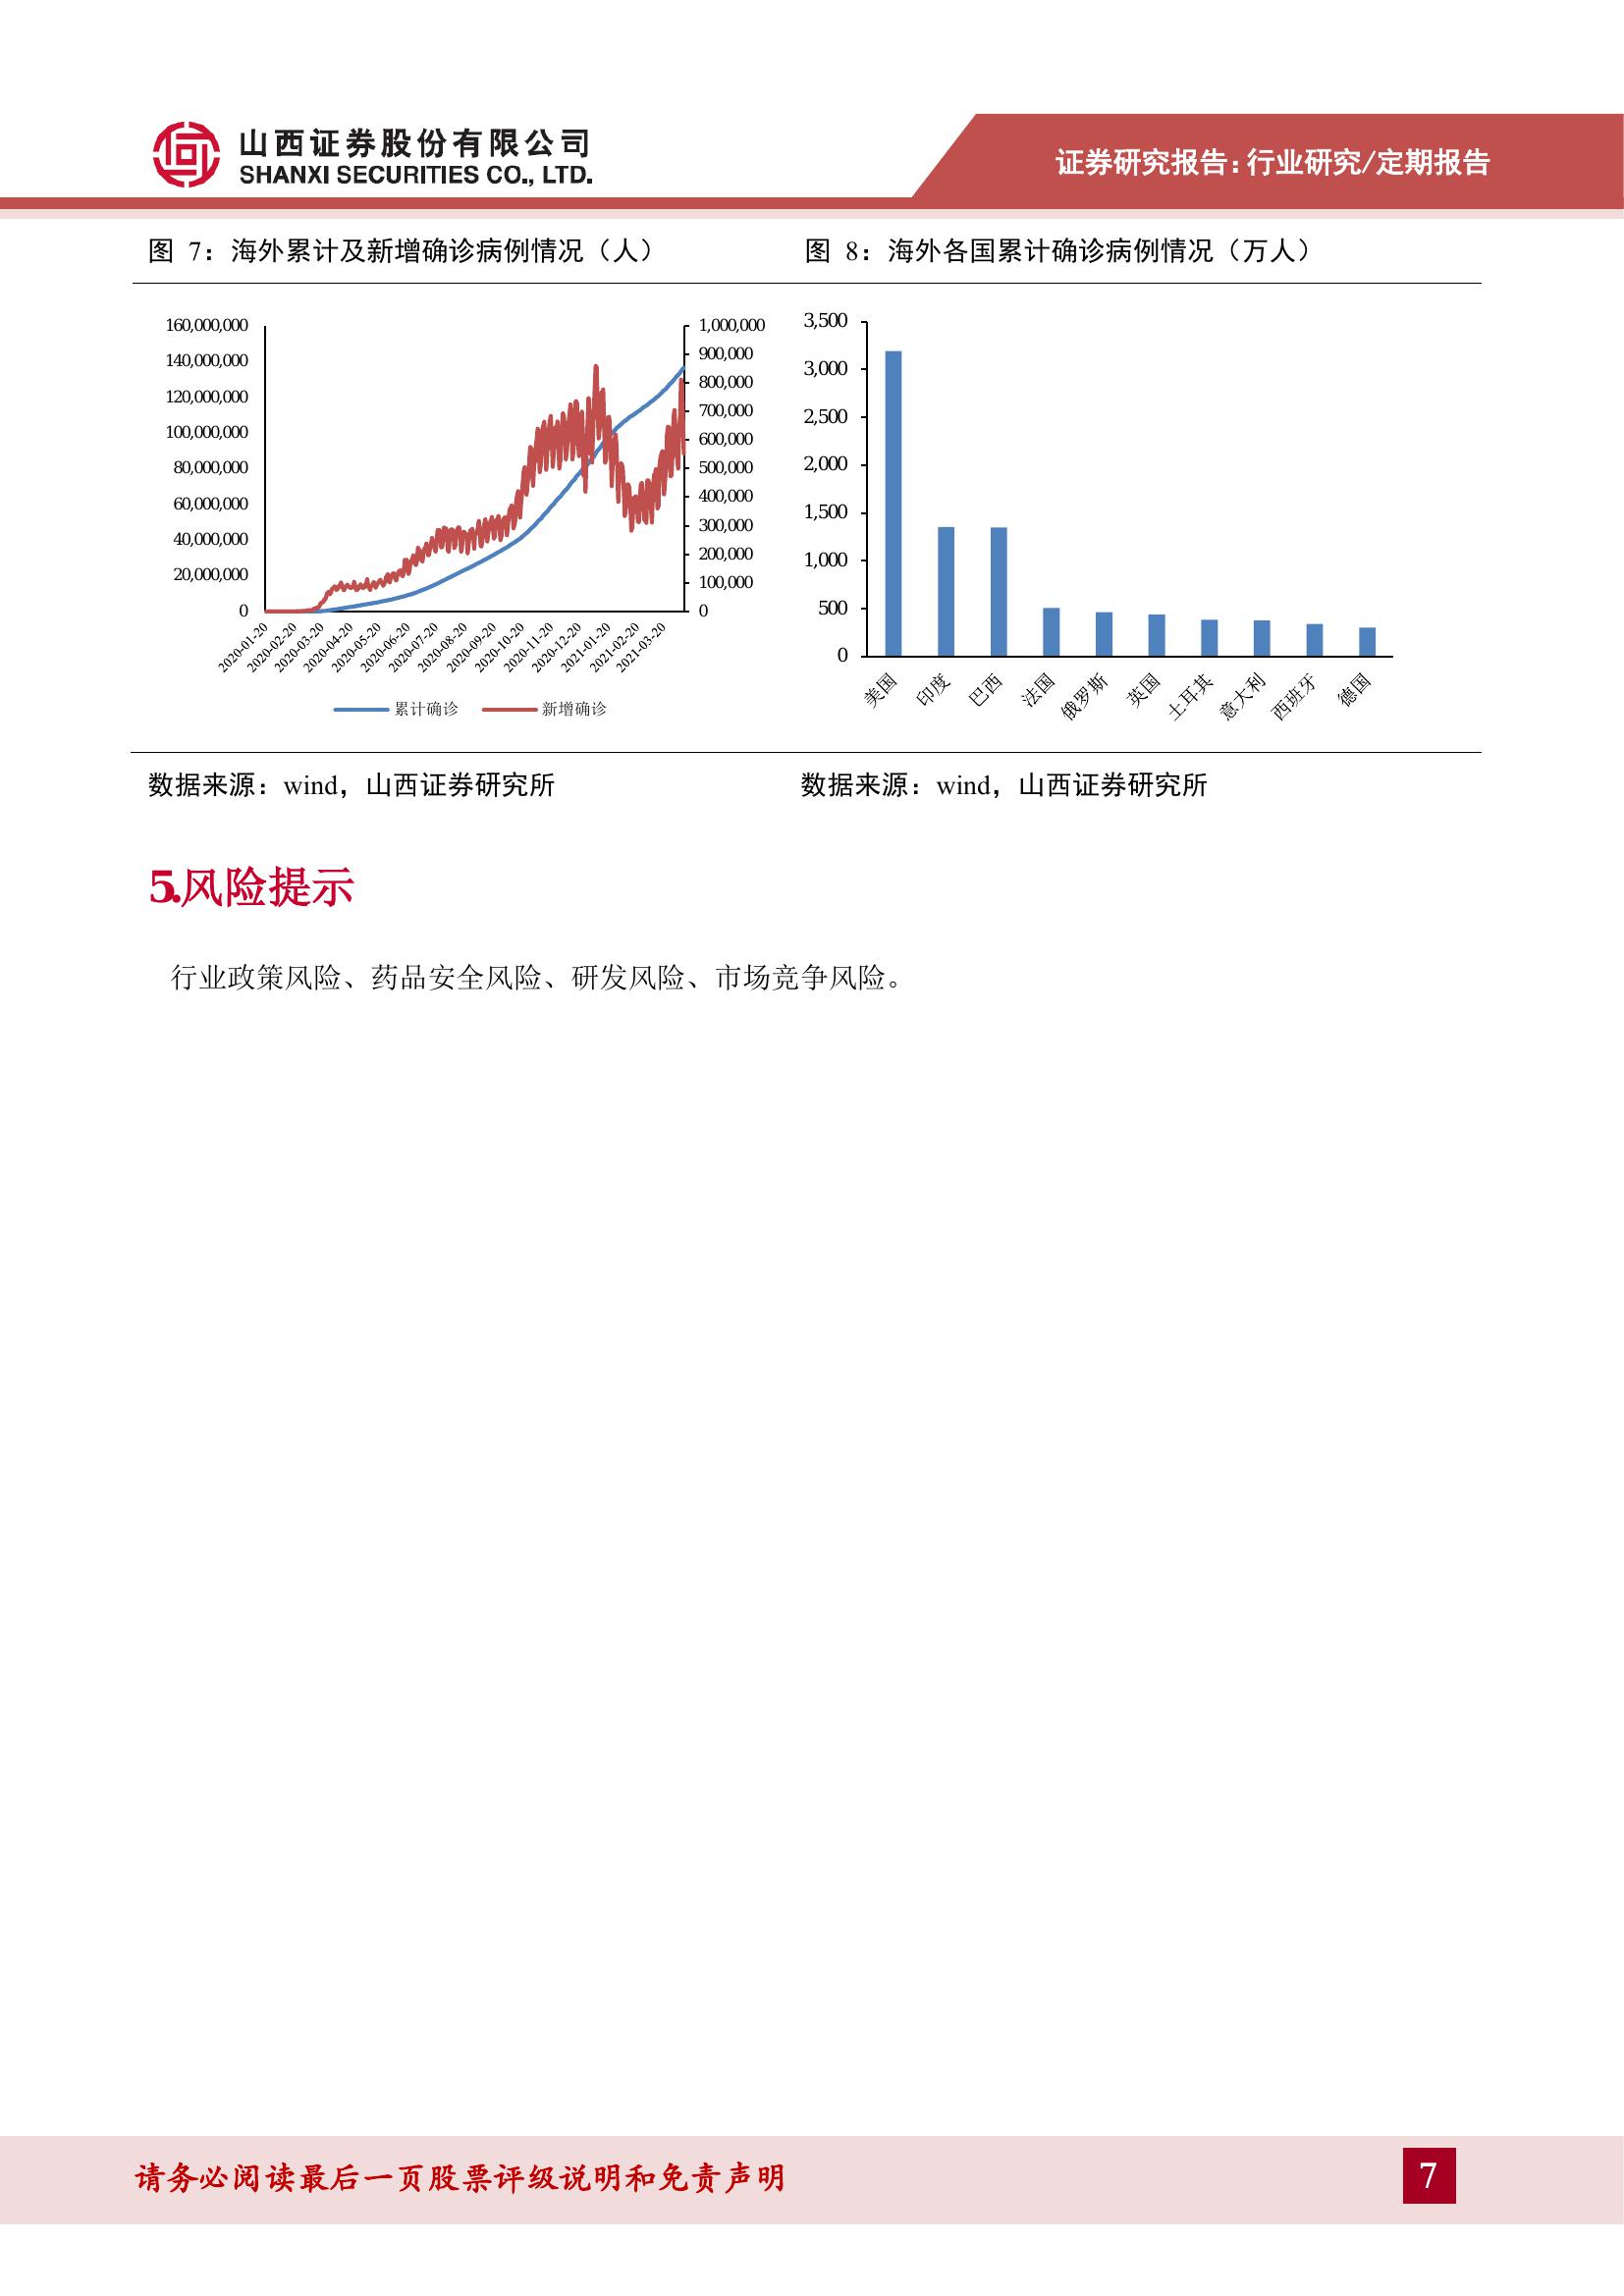 山西证券股份有限公司
SHANXI SECURITIES CO., LTD.
证券研究报告:行业研究/定期报告
图 7：海外累计及新增确诊病例情况（人）
图 8：海外各国累计确诊病例情况（万人）
160,000,000
140,000,000
120,000,000
100,000,000
80,000,000
60,000,000
40,000,000
20,000,000
0
1,000,000
900,000
800,000
700,000
600,000
500,000
400,000
300,000
200,000
100,000
0
2020-01-20
2020-02-20
2020-03-20
2020-04-20
2020-05-20
2020-06-20
2020-07-20
2020-08-20
2020-09-20
2020-10-20
2020-11-20
2020-12-20
2021-01-20
2021-02-20
2021-03-20
累计确诊
新增确诊
3,500
3,000
2,500
2,000
1,500
1,000
500
0
美国
印度
巴西
法国
俄罗斯
英国
土耳其
意大利
西班牙
德国
数据来源：wind，山西证券研究所
数据来源：wind，山西证券研究所
5.风险提示
行业政策风险、药品安全风险、研发风险、市场竞争风险。
请务必阅读最后一页股票评级说明和免责声明
7